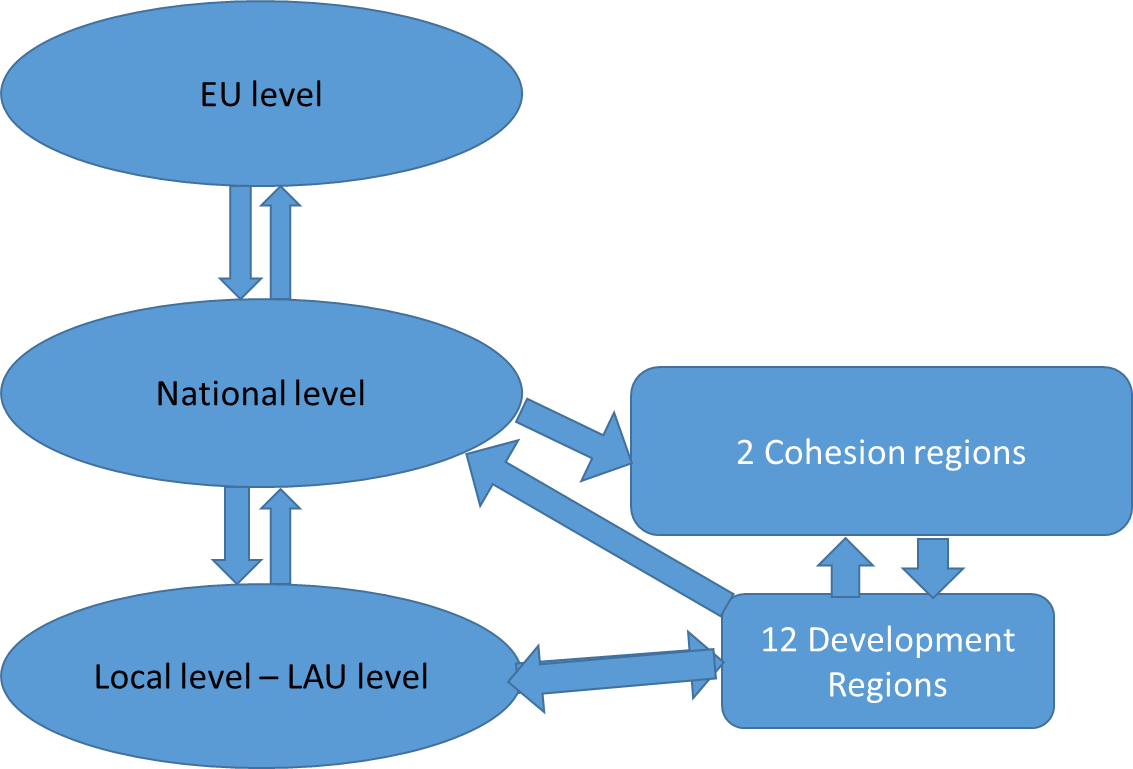 EU level
National level
2 Cohesion regions
12 Development
Regions
Local level – LAU level